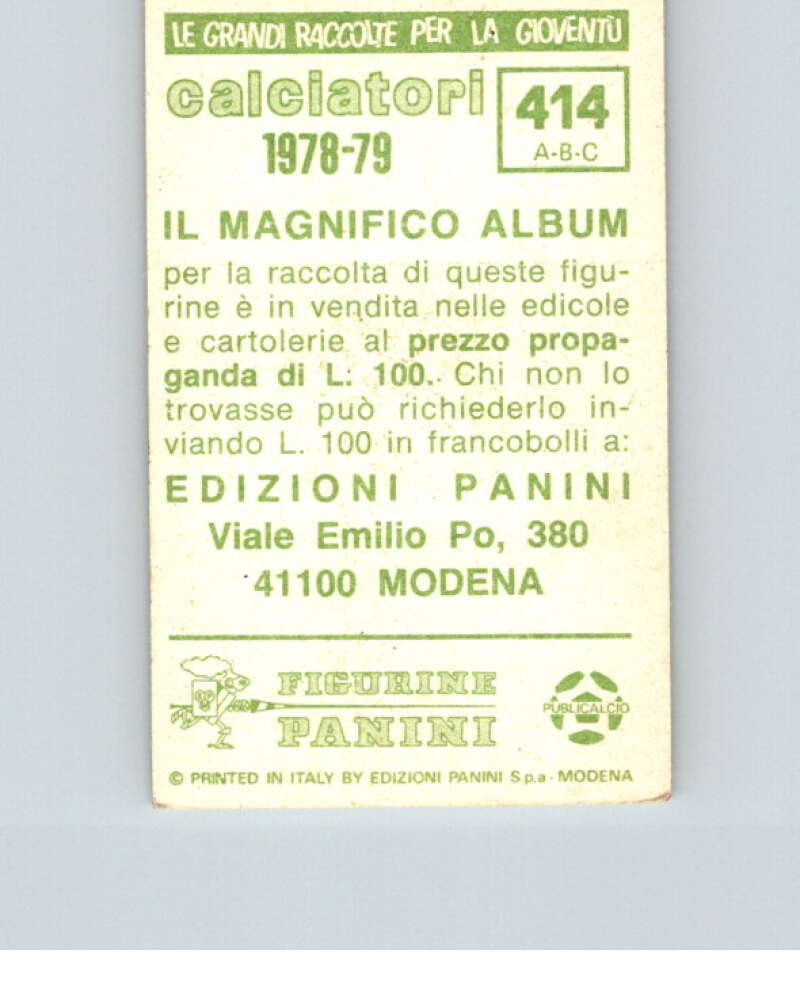 LE GRANDI RACCOLTE PER LA GIOVENTÙ
calciatori
1978-79
414
A-B-C
IL MAGNIFICO ALBUM
per la raccolta di queste figu-
rine è in vendita nelle edicole
e cartolerie al prezzo propa-
ganda di L. 100. Chi non lo
trovasse può richiederlo in-
viando L. 100 in francobolli a:
EDIZIONI PANINI
Viale Emilio Po, 380
41100 MODENA
FIGURINE
PANINI
PUBLICALCIO
© PRINTED IN ITALY BY EDIZIONI PANINI S.p.a - MODENA